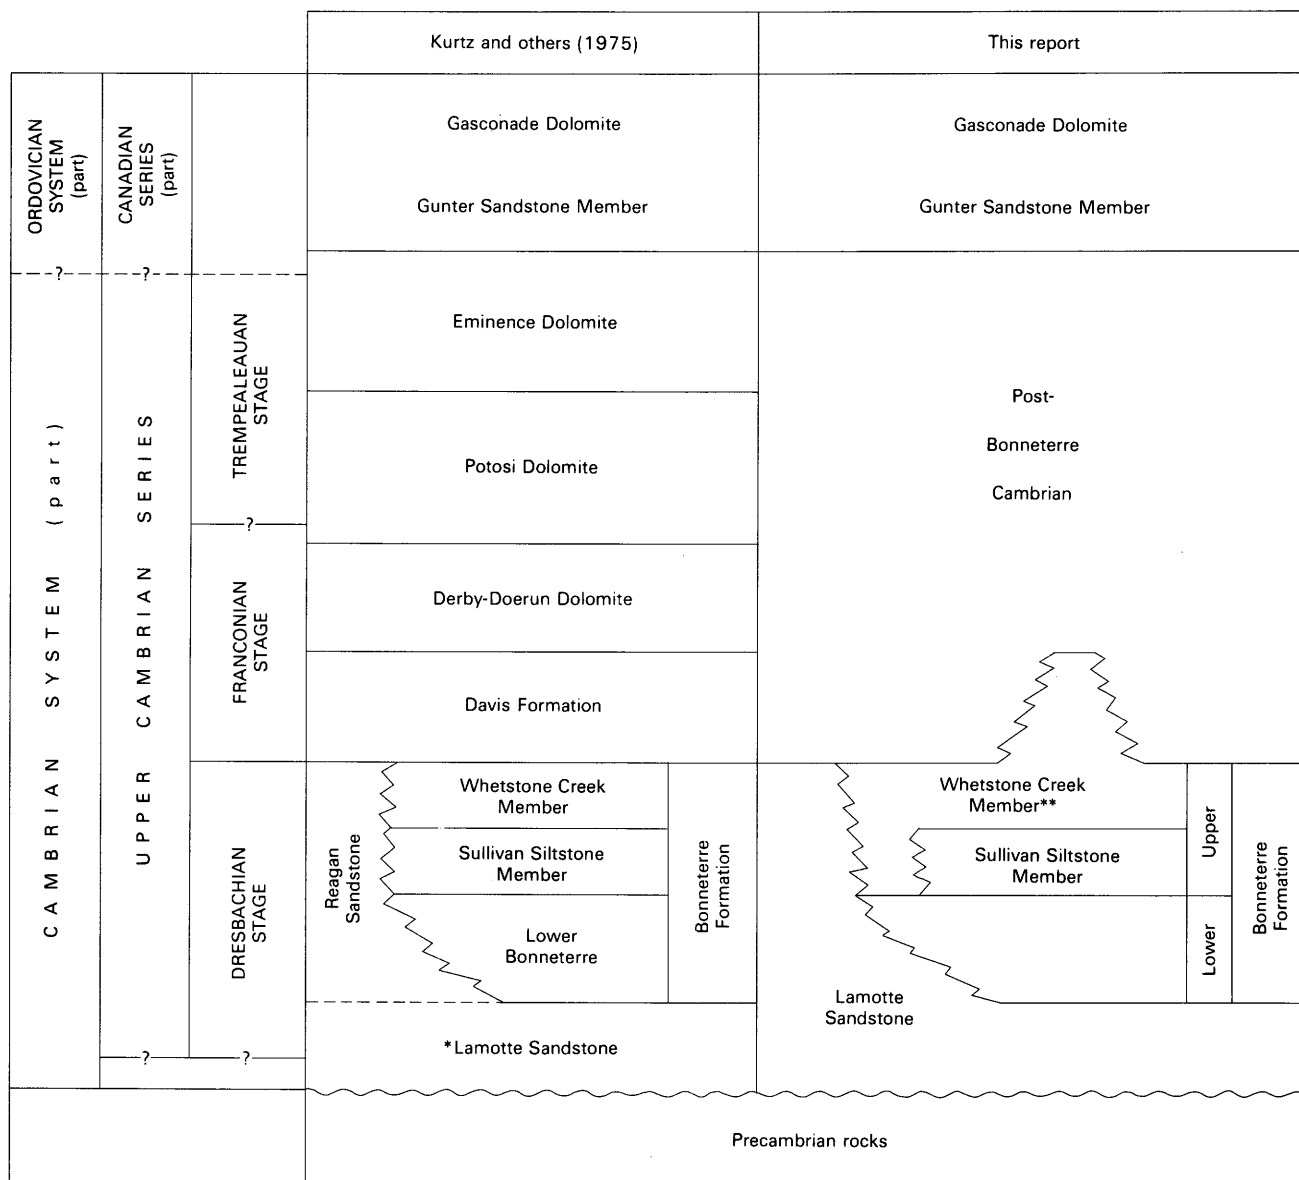 Kurtz and others (1975)
This report
ORDOVICIAN
SYSTEM
(part)
CANADIAN
SERIES
(part)
Gasconade Dolomite
Gunter Sandstone Member
Gasconade Dolomite
Gunter Sandstone Member
?
?
CAMBRIAN SYSTEM (part)
UPPER CAMBRIAN SERIES
TREMPEALEAUAN
STAGE
Eminence Dolomite
Potosi Dolomite
Post-
Bonneterre
Cambrian
?
FRANCONIAN
STAGE
Derby-Doerun Dolomite
Davis Formation
DRESBACHIAN
STAGE
Reagan
Sandstone
Whetstone Creek
Member
Sullivan Siltstone
Member
Lower
Bonneterre
Bonneterre
Formation
Whetstone Creek
Member**
Sullivan Siltstone
Member
Upper
Lower
Bonneterre
Formation
Lamotte
Sandstone
?
?
*Lamotte Sandstone
Precambrian rocks